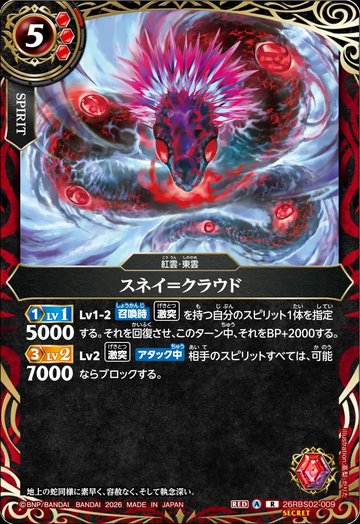 5
SPIRIT
紅雲・東雲
スネイ=クラウド
1 LV1 5000
Lv1-2 召喚時 激突 を持つ自分のスピリット1体を指定
する。それを回復させ、このターン中、それをBP+2000する。
3 LV2 7000
Lv2 激突 アタック中 相手のスピリットすべては、可能
ならブロックする。
地上の蛇同様に素早く、容赦なく、そして執念深い。
©BNP/BANDAI BANDAI 2026 MADE IN JAPAN
RED A R 26RBS02-009
SECRET